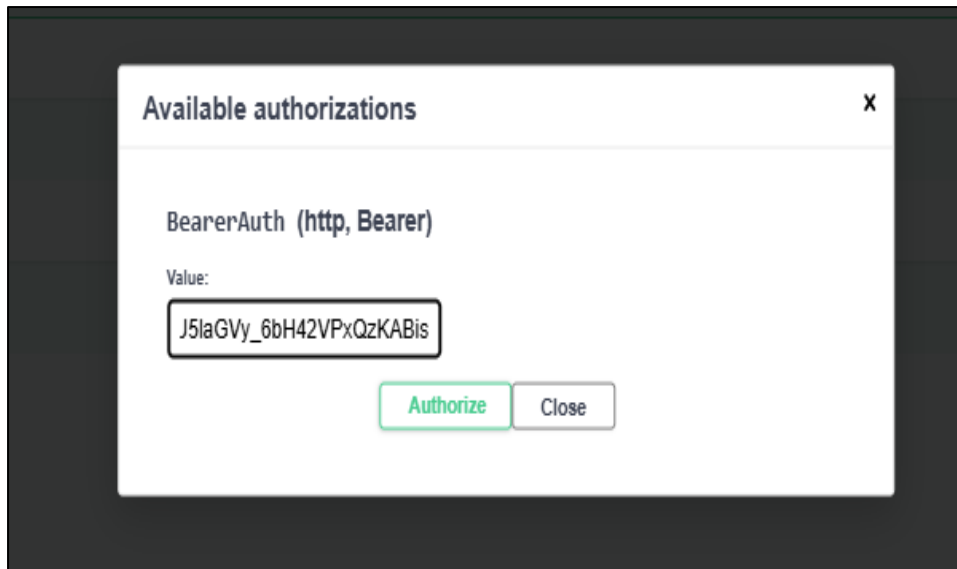 Available authorizations
x
BearerAuth (http, Bearer)
Value:
J5laGVy_6bH42VPxQzKABis
Authorize
Close